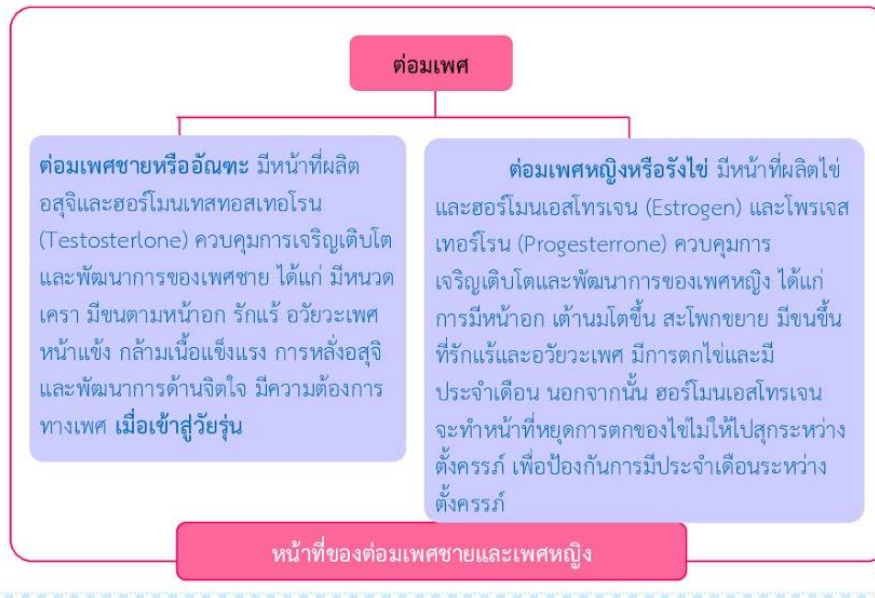 ต่อมเพศ
ต่อมเพศชายหรืออัณฑะ มีหน้าที่ผลิต
อสุจิและฮอร์โมนเทสทอสเทอโรน
(Testosterlone) ควบคุมการเจริญเติบโต
และพัฒนาการของเพศชาย ได้แก่ มีหนวด
เครา มีขนตามหน้าอก รักแร้ อวัยวะเพศ
หน้าแข้ง กล้ามเนื้อแข็งแรง การหลั่งอสุจิ
และพัฒนาการด้านจิตใจ มีความต้องการ
ทางเพศ เมื่อเข้าสู่วัยรุ่น
ต่อมเพศหญิงหรือรังไข่ มีหน้าที่ผลิตไข่
และฮอร์โมนเอสโทรเจน (Estrogen) และโพรเจส
เทอร์โรน (Progesterrone) ควบคุมการ
เจริญเติบโตและพัฒนาการของเพศหญิง ได้แก่
การมีหน้าอก เต้านมโตขึ้น สะโพกขยาย มีขนขึ้น
ที่รักแร้และอวัยวะเพศ มีการตกไข่และมี
ประจำเดือน นอกจากนั้น ฮอร์โมนเอสโทรเจน
จะทำหน้าที่หยุดการตกของไข่ไม่ให้ไปสุกระหว่าง
ตั้งครรภ์ เพื่อป้องกันการมีประจำเดือนระหว่าง
ตั้งครรภ์
หน้าที่ของต่อมเพศชายและเพศหญิง